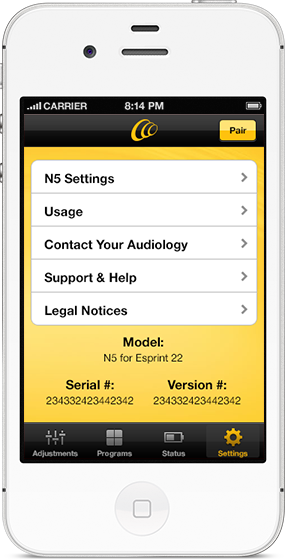 CARRIER 8:14 PM
Pair
N5 Settings
Usage
Contact Your Audiology
Support & Help
Legal Notices
Model:
N5 for Esprint 22
Serial #: Version #:
234332423442342 234332423442342
Adjustments Programs Status Settings